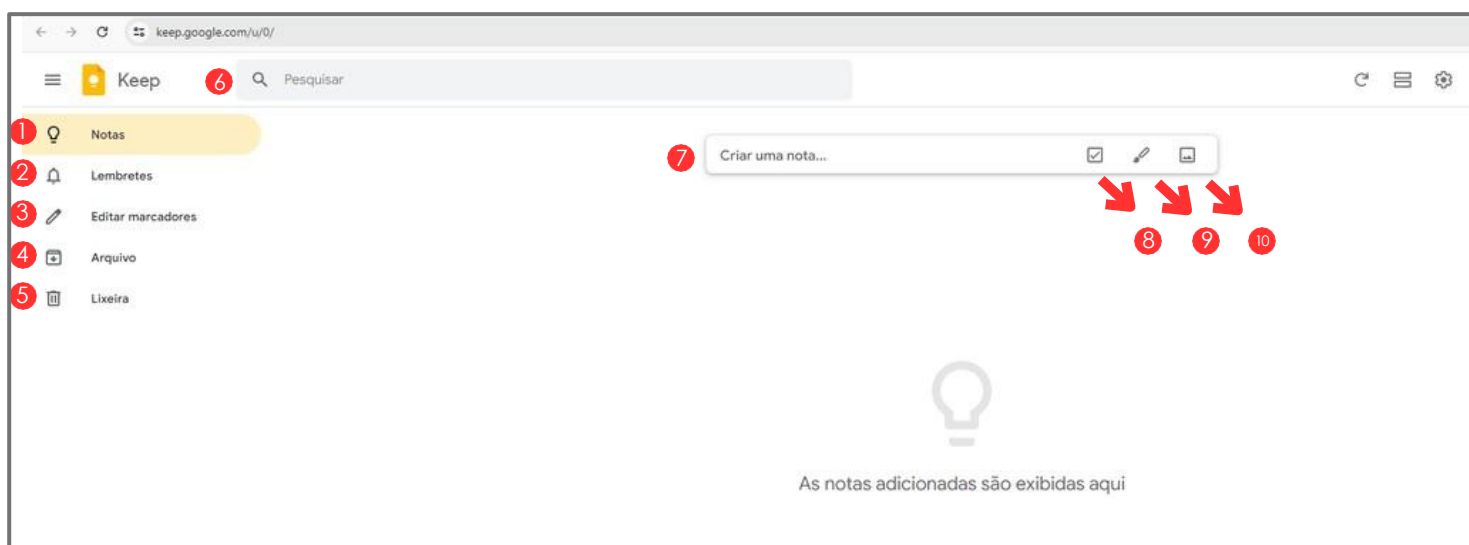 keep.google.com/u/0/
Keep
6
Pesquisar
1
Notas
7
Criar uma nota...
2
Lembretes
3
Editar marcadores
8
9
10
4
Arquivo
5
Lixeira
As notas adicionadas são exibidas aqui